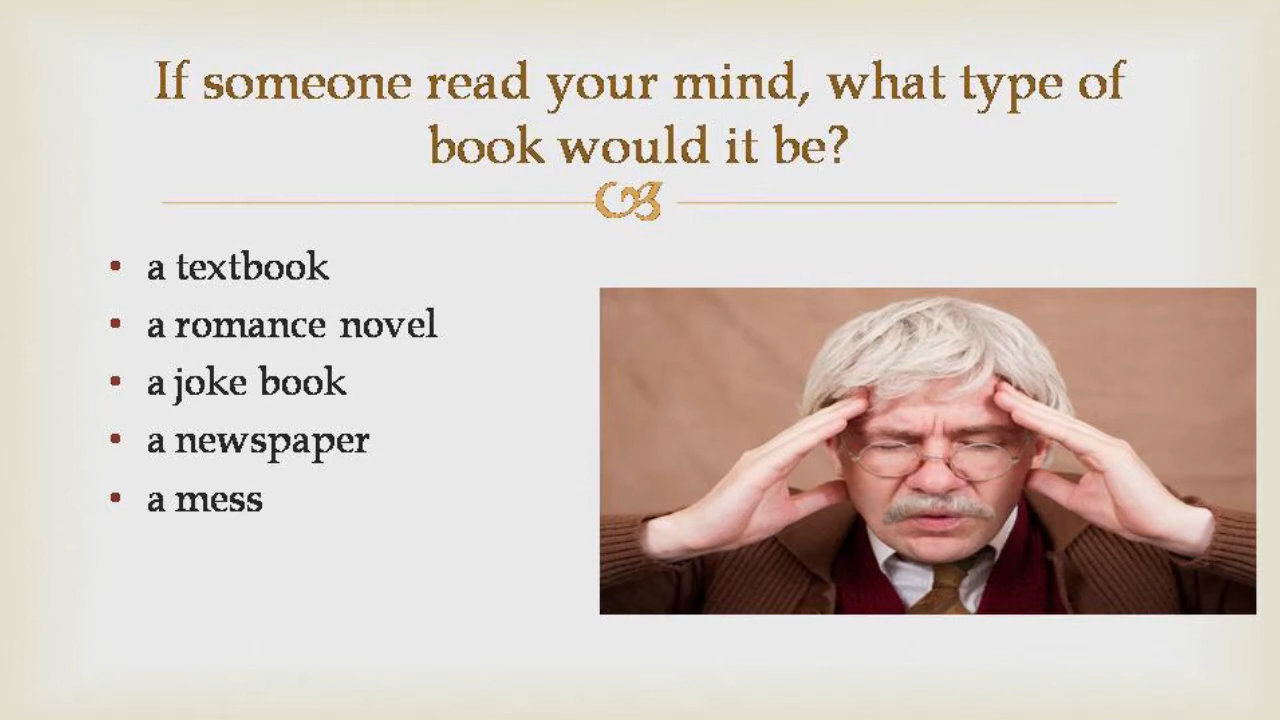 If someone read your mind, what type of
book would it be?
• a textbook
• a romance novel
• a joke book
• a newspaper
• a mess